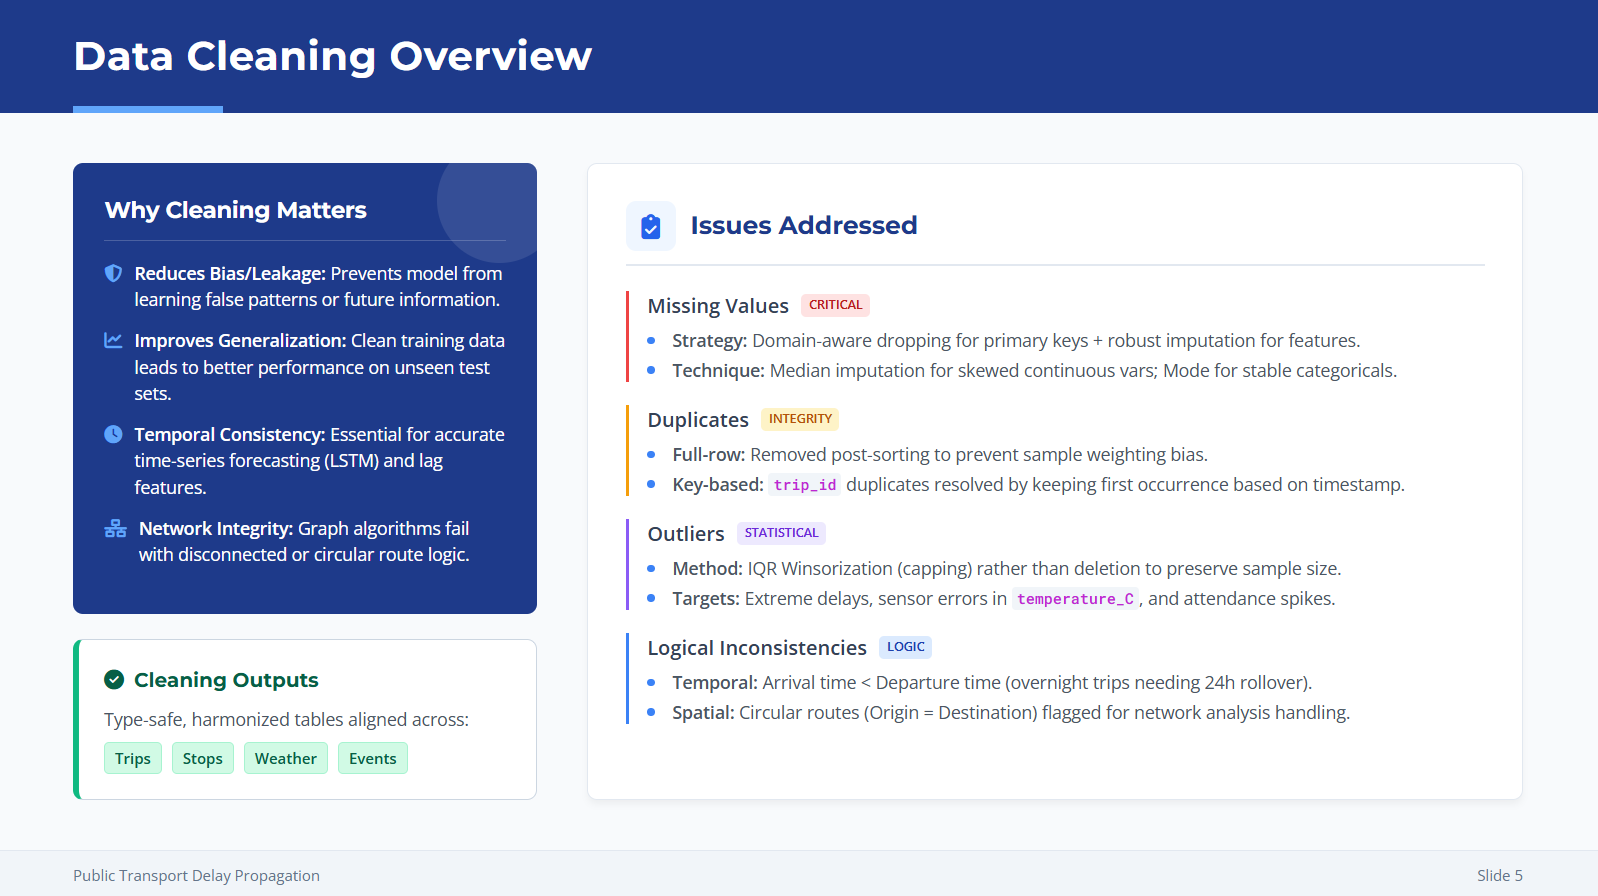 Data Cleaning Overview
Why Cleaning Matters
Reduces Bias/Leakage: Prevents model from
learning false patterns or future information.
Improves Generalization: Clean training data
leads to better performance on unseen test
sets.
Temporal Consistency: Essential for accurate
time-series forecasting (LSTM) and lag
features.
Network Integrity: Graph algorithms fail
with disconnected or circular route logic.
Cleaning Outputs
Type-safe, harmonized tables aligned across:
Trips Stops Weather Events
Issues Addressed
Missing Values CRITICAL
Strategy: Domain-aware dropping for primary keys + robust imputation for features.
Technique: Median imputation for skewed continuous vars; Mode for stable categoricals.
Duplicates INTEGRITY
Full-row: Removed post-sorting to prevent sample weighting bias.
Key-based: trip_id duplicates resolved by keeping first occurrence based on timestamp.
Outliers STATISTICAL
Method: IQR Winsorization (capping) rather than deletion to preserve sample size.
Targets: Extreme delays, sensor errors in temperature_C, and attendance spikes.
Logical Inconsistencies LOGIC
Temporal: Arrival time < Departure time (overnight trips needing 24h rollover).
Spatial: Circular routes (Origin = Destination) flagged for network analysis handling.
Public Transport Delay Propagation
Slide 5